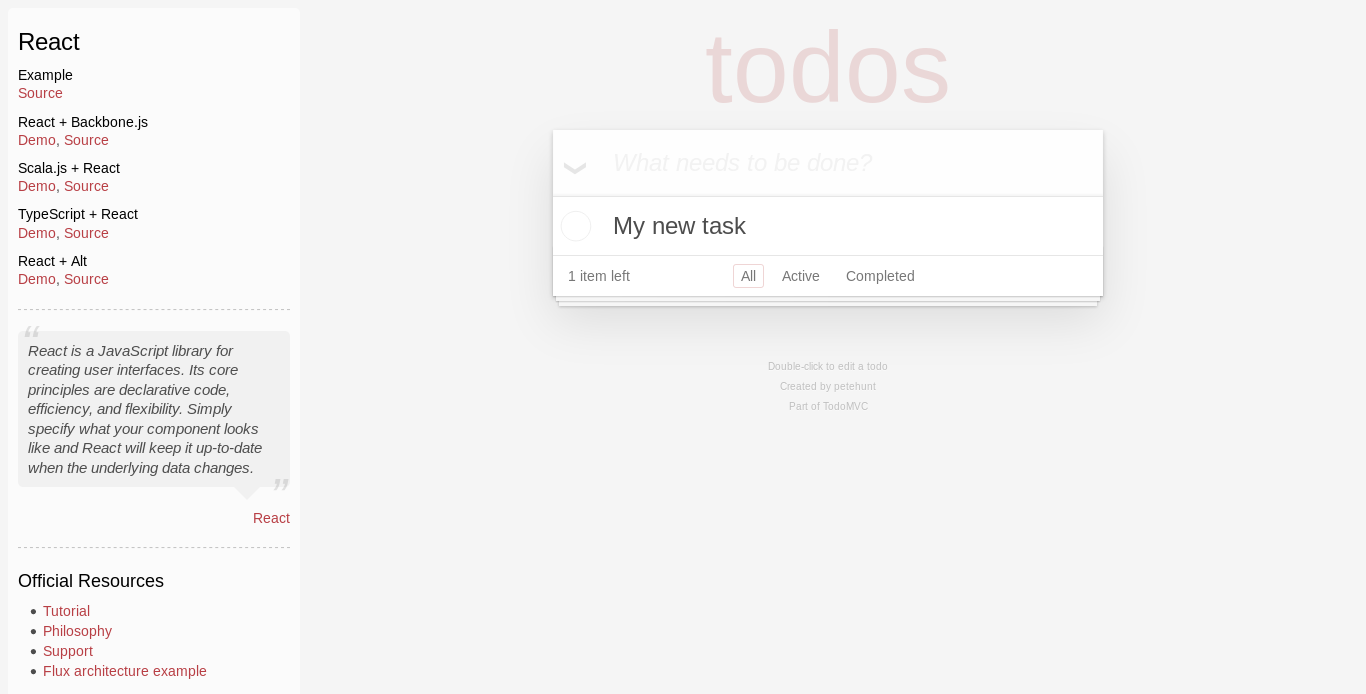 React
Example
Source
React + Backbone.js
Demo, Source
Scala.js + React
Demo, Source
TypeScript + React
Demo, Source
React + Alt
Demo, Source
“
React is a JavaScript library for
creating user interfaces. Its core
principles are declarative code,
efficiency, and flexibility. Simply
specify what your component looks
like and React will keep it up-to-date
when the underlying data changes.
”
React
Official Resources
• Tutorial
• Philosophy
• Support
• Flux architecture example
todos
❯ What needs to be done?
My new task
1 item left All Active Completed
Double-click to edit a todo
Created by petehunt
Part of TodoMVC